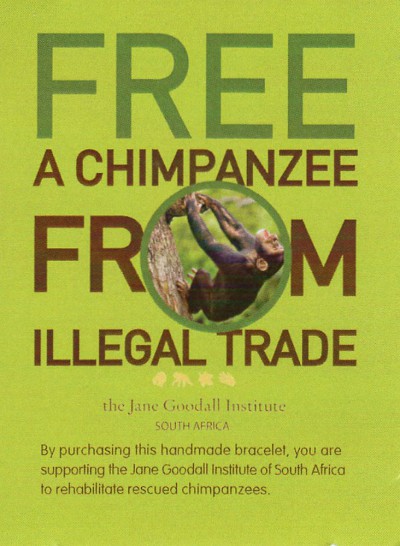 FREE
A CHIMPANZEE
FROM
ILLEGAL TRADE
the Jane Goodall Institute
SOUTH AFRICA
By purchasing this handmade bracelet, you are
supporting the Jane Goodall Institute of South Africa
to rehabilitate rescued chimpanzees.